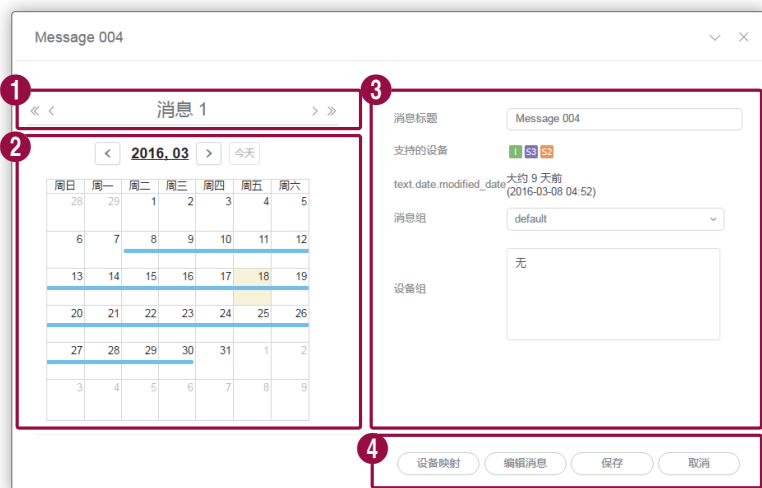 Message 004
1
« < 消息 1 > »
2
< 2016, 03 > 今天
周日 周一 周二 周三 周四 周五 周六
28 29 1 2 3 4 5
6 7 8 9 10 11 12
13 14 15 16 17 18 19
20 21 22 23 24 25 26
27 28 29 30 31 1 2
3 4 5 6 7 8 9
3
消息标题 Message 004
支持的设备 I S3 S2
text.date.modified_date 大约 9 天前
(2016-03-08 04:52)
消息组 default
设备组 无
4
设备映射 编辑消息 保存 取消